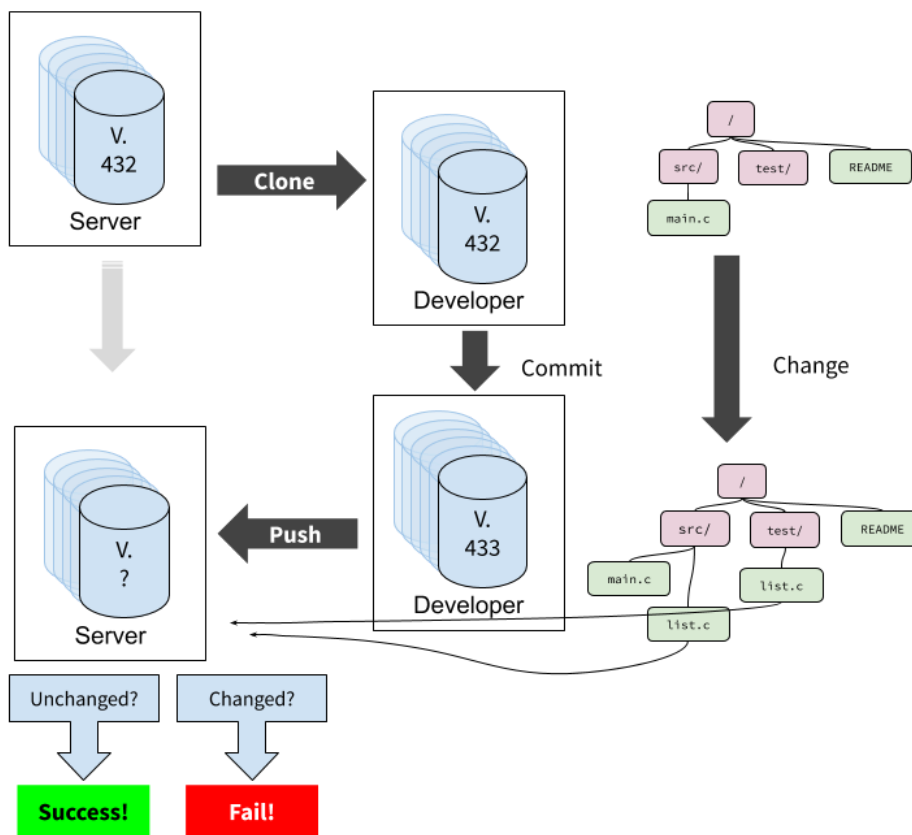 V.
432
Server
Clone
V.
432
Developer
/
src/
test/
README
main.c
Commit
Change
V.
?
Server
Push
V.
433
Developer
/
src/
test/
README
main.c
list.c
list.c
Unchanged?
Changed?
Success!
Fail!